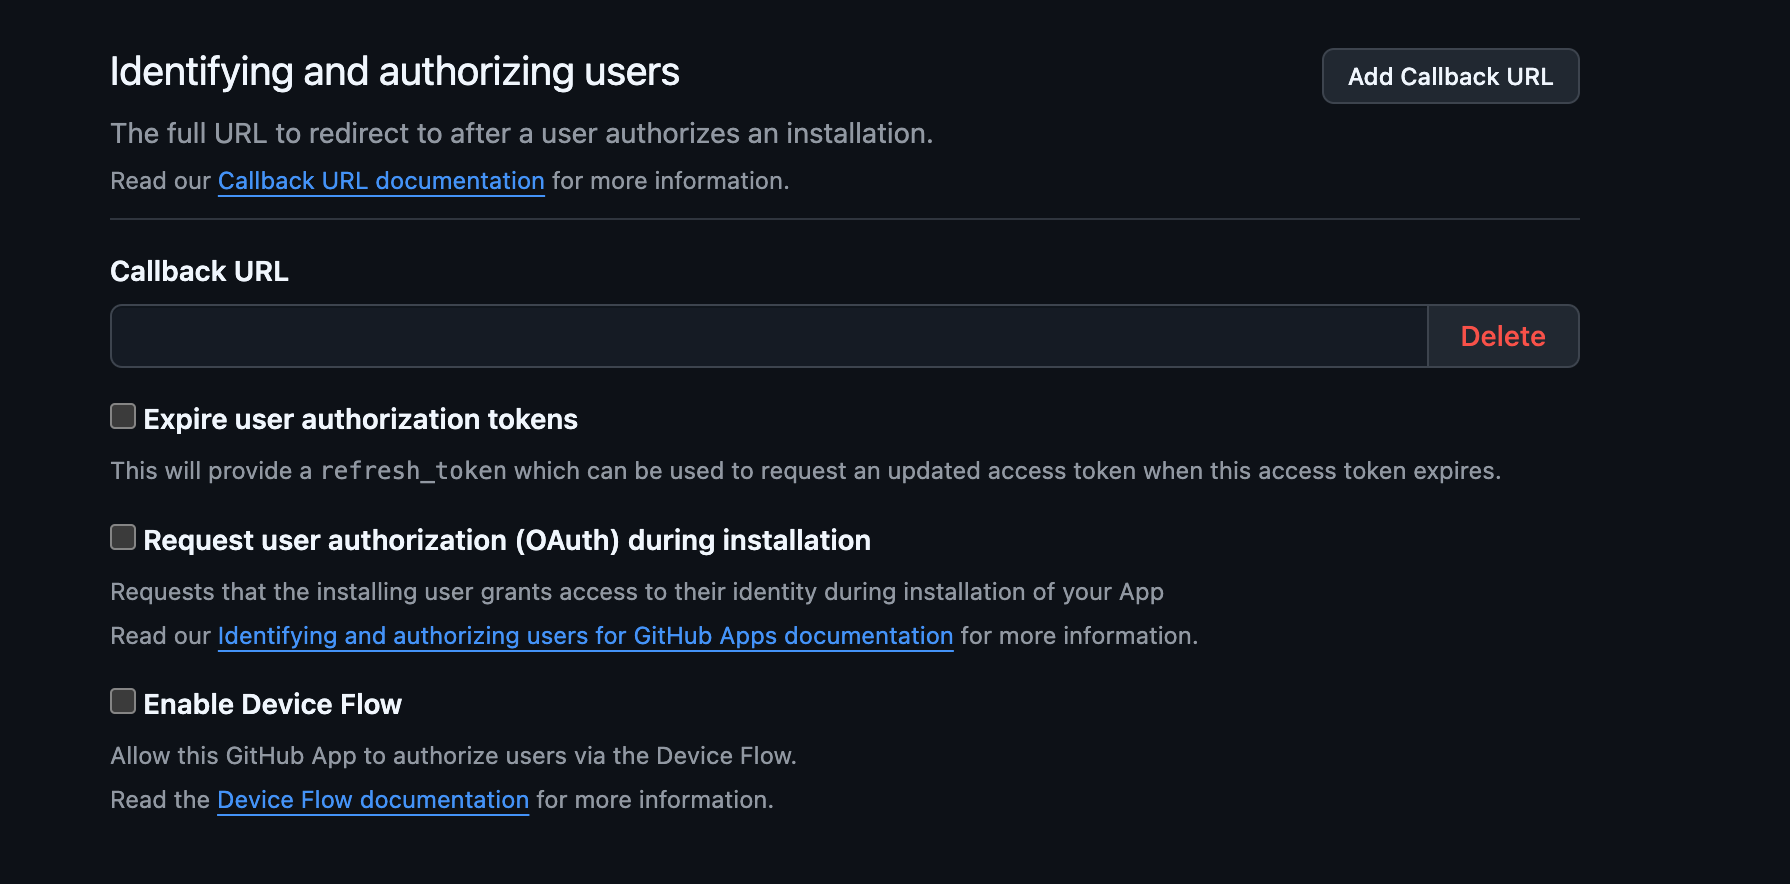 Identifying and authorizing users
Add Callback URL
The full URL to redirect to after a user authorizes an installation.
Read our Callback URL documentation for more information.
Callback URL
Delete
Expire user authorization tokens
This will provide a refresh_token which can be used to request an updated access token when this access token expires.
Request user authorization (OAuth) during installation
Requests that the installing user grants access to their identity during installation of your App
Read our Identifying and authorizing users for GitHub Apps documentation for more information.
Enable Device Flow
Allow this GitHub App to authorize users via the Device Flow.
Read the Device Flow documentation for more information.